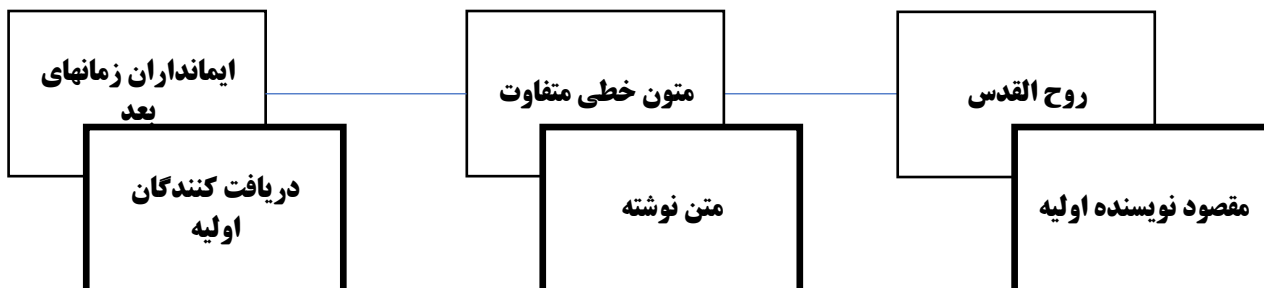 روح القدس
مقصود نویسنده اولیه
متون خطی متفاوت
متن نوشته
ایمانداران زمانهای
بعد
دریافت کنندگان
اولیه